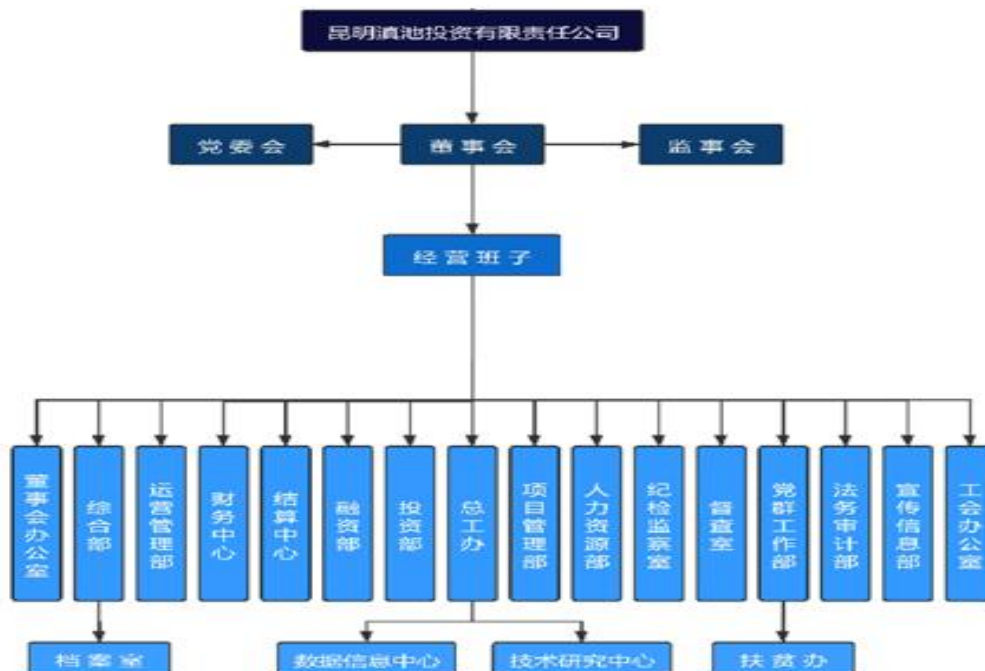 昆明滇池投资有限责任公司
党委会
董事会
监事会
经营班子
董事会办公室
综合部
运营管理部
财务中心
结算中心
融资部
投资部
总工办
项目管理部
人力资源部
纪检监察室
督查室
党群工作部
法务审计部
宣传信息部
工会办公室
档案室
数据信息中心
技术研究中心
扶贫办